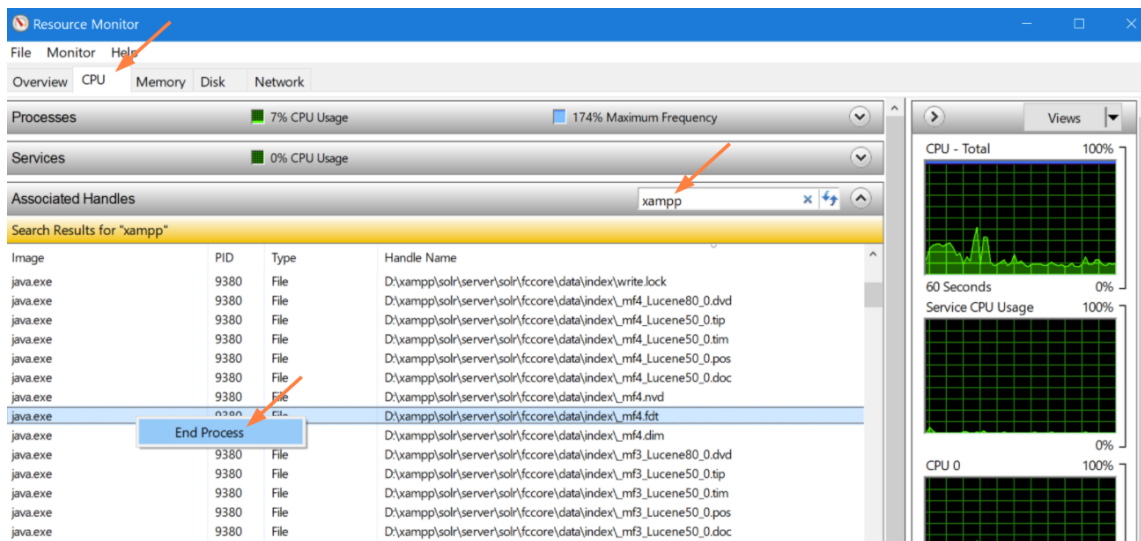 Resource Monitor
File Monitor Help
Overview CPU Memory Disk Network
Processes 7% CPU Usage 174% Maximum Frequency
Services 0% CPU Usage
Associated Handles xampp
Search Results for "xampp"
Image PID Type Handle Name
java.exe 9380 File D:\xampp\solr\server\solr\fccore\data\index\write.lock
java.exe 9380 File D:\xampp\solr\server\solr\fccore\data\index\_mf4_Lucene80_0.dvd
java.exe 9380 File D:\xampp\solr\server\solr\fccore\data\index\_mf4_Lucene50_0.tip
java.exe 9380 File D:\xampp\solr\server\solr\fccore\data\index\_mf4_Lucene50_0.tim
java.exe 9380 File D:\xampp\solr\server\solr\fccore\data\index\_mf4_Lucene50_0.pos
java.exe 9380 File D:\xampp\solr\server\solr\fccore\data\index\_mf4_Lucene50_0.doc
java.exe 9380 File D:\xampp\solr\server\solr\fccore\data\index\_mf4.nvd
java.exe 9380 File D:\xampp\solr\server\solr\fccore\data\index\_mf4.fdt
End Process
java.exe D:\xampp\solr\server\solr\fccore\data\index\_mf4.dim
java.exe 9380 File D:\xampp\solr\server\solr\fccore\data\index\_mf3_Lucene80_0.dvd
java.exe 9380 File D:\xampp\solr\server\solr\fccore\data\index\_mf3_Lucene50_0.tip
java.exe 9380 File D:\xampp\solr\server\solr\fccore\data\index\_mf3_Lucene50_0.tim
java.exe 9380 File D:\xampp\solr\server\solr\fccore\data\index\_mf3_Lucene50_0.pos
java.exe 9380 File D:\xampp\solr\server\solr\fccore\data\index\_mf3_Lucene50_0.doc
Views
CPU - Total 100%
60 Seconds 0%
Service CPU Usage 100%
0%
CPU 0 100%